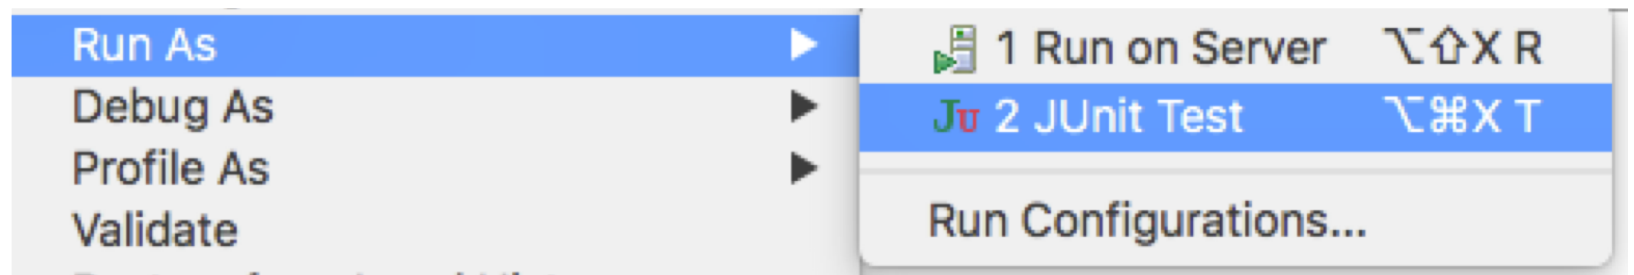 Run As
Debug As
Profile As
Validate
1 Run on Server ⌥⇧X R
Ju 2 JUnit Test ⌥⌘X T
Run Configurations...